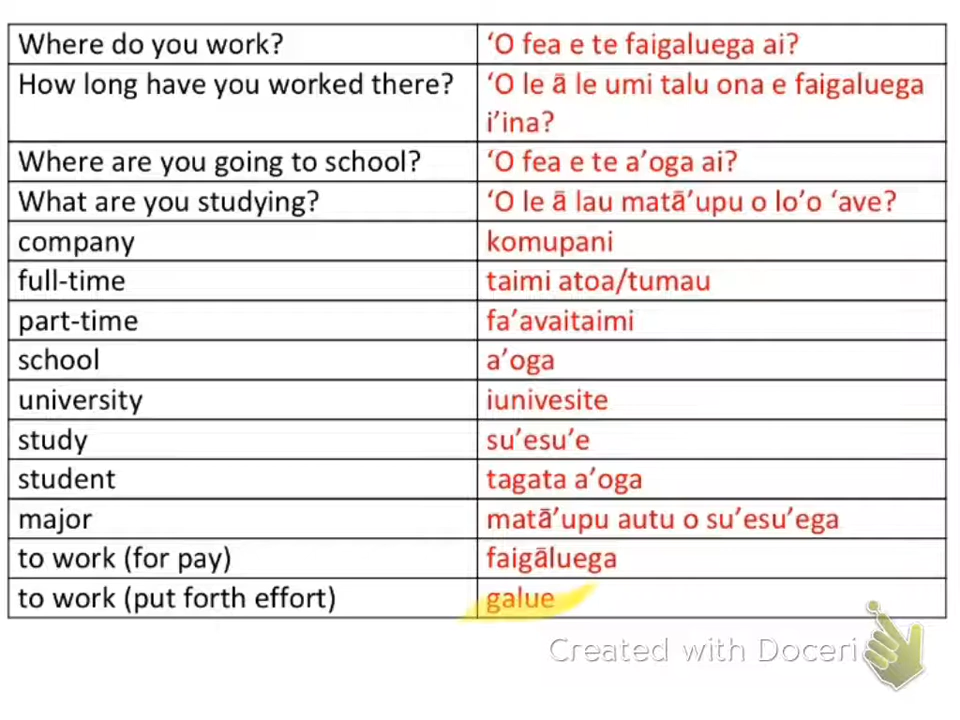 Where do you work? ‘O fea e te faigaluega ai?
How long have you worked there? ‘O le ā le umi talu ona e faigaluega
i’ina?
Where are you going to school? ‘O fea e te a’oga ai?
What are you studying? ‘O le ā lau matā’upu o lo’o ‘ave?
company komupani
full-time taimi atoa/tumau
part-time fa’avaitaimi
school a’oga
university iunivesite
study su’esu’e
student tagata a’oga
major matā’upu autu o su’esu’ega
to work (for pay) faigāluega
to work (put forth effort) galue
Created with Doceri